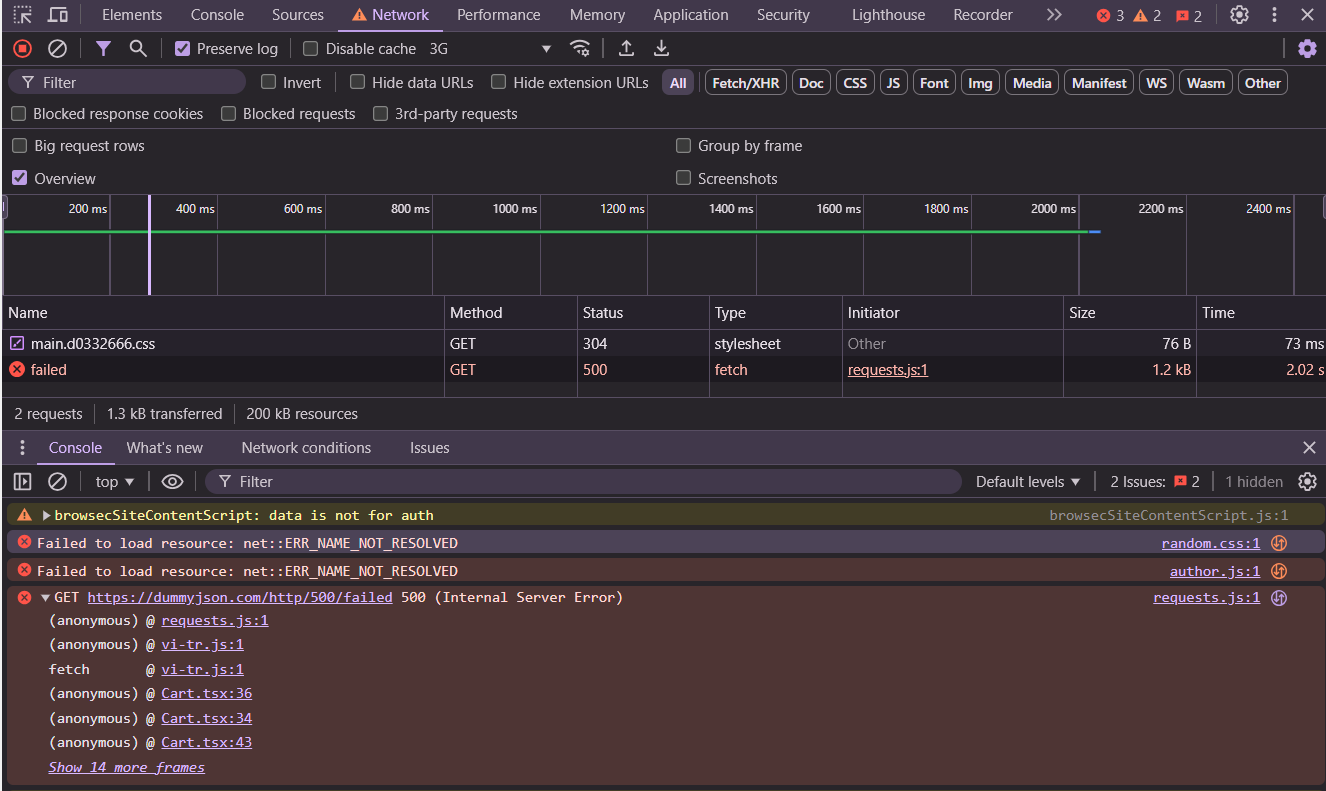 Elements Console Sources Network Performance Memory Application Security Lighthouse Recorder 3 2 2
Preserve log Disable cache 3G
Filter Invert Hide data URLs Hide extension URLs All Fetch/XHR Doc CSS JS Font Img Media Manifest WS Wasm Other
Blocked response cookies Blocked requests 3rd-party requests
Big request rows Group by frame
Overview Screenshots
200 ms 400 ms 600 ms 800 ms 1000 ms 1200 ms 1400 ms 1600 ms 1800 ms 2000 ms 2200 ms 2400 ms
Name Method Status Type Initiator Size Time
main.d0332666.css GET 304 stylesheet Other 76 B 73 ms
failed GET 500 fetch requests.js:1 1.2 kB 2.02 s
2 requests 1.3 kB transferred 200 kB resources
Console What's new Network conditions Issues
top Filter Default levels 2 Issues: 2 1 hidden
browsecSiteContentScript: data is not for auth browsecSiteContentScript.js:1
Failed to load resource: net::ERR_NAME_NOT_RESOLVED random.css:1
Failed to load resource: net::ERR_NAME_NOT_RESOLVED author.js:1
GET https://dummyjson.com/http/500/failed 500 (Internal Server Error) requests.js:1
(anonymous) @ requests.js:1
(anonymous) @ vi-tr.js:1
fetch @ vi-tr.js:1
(anonymous) @ Cart.tsx:36
(anonymous) @ Cart.tsx:34
(anonymous) @ Cart.tsx:43
Show 14 more frames